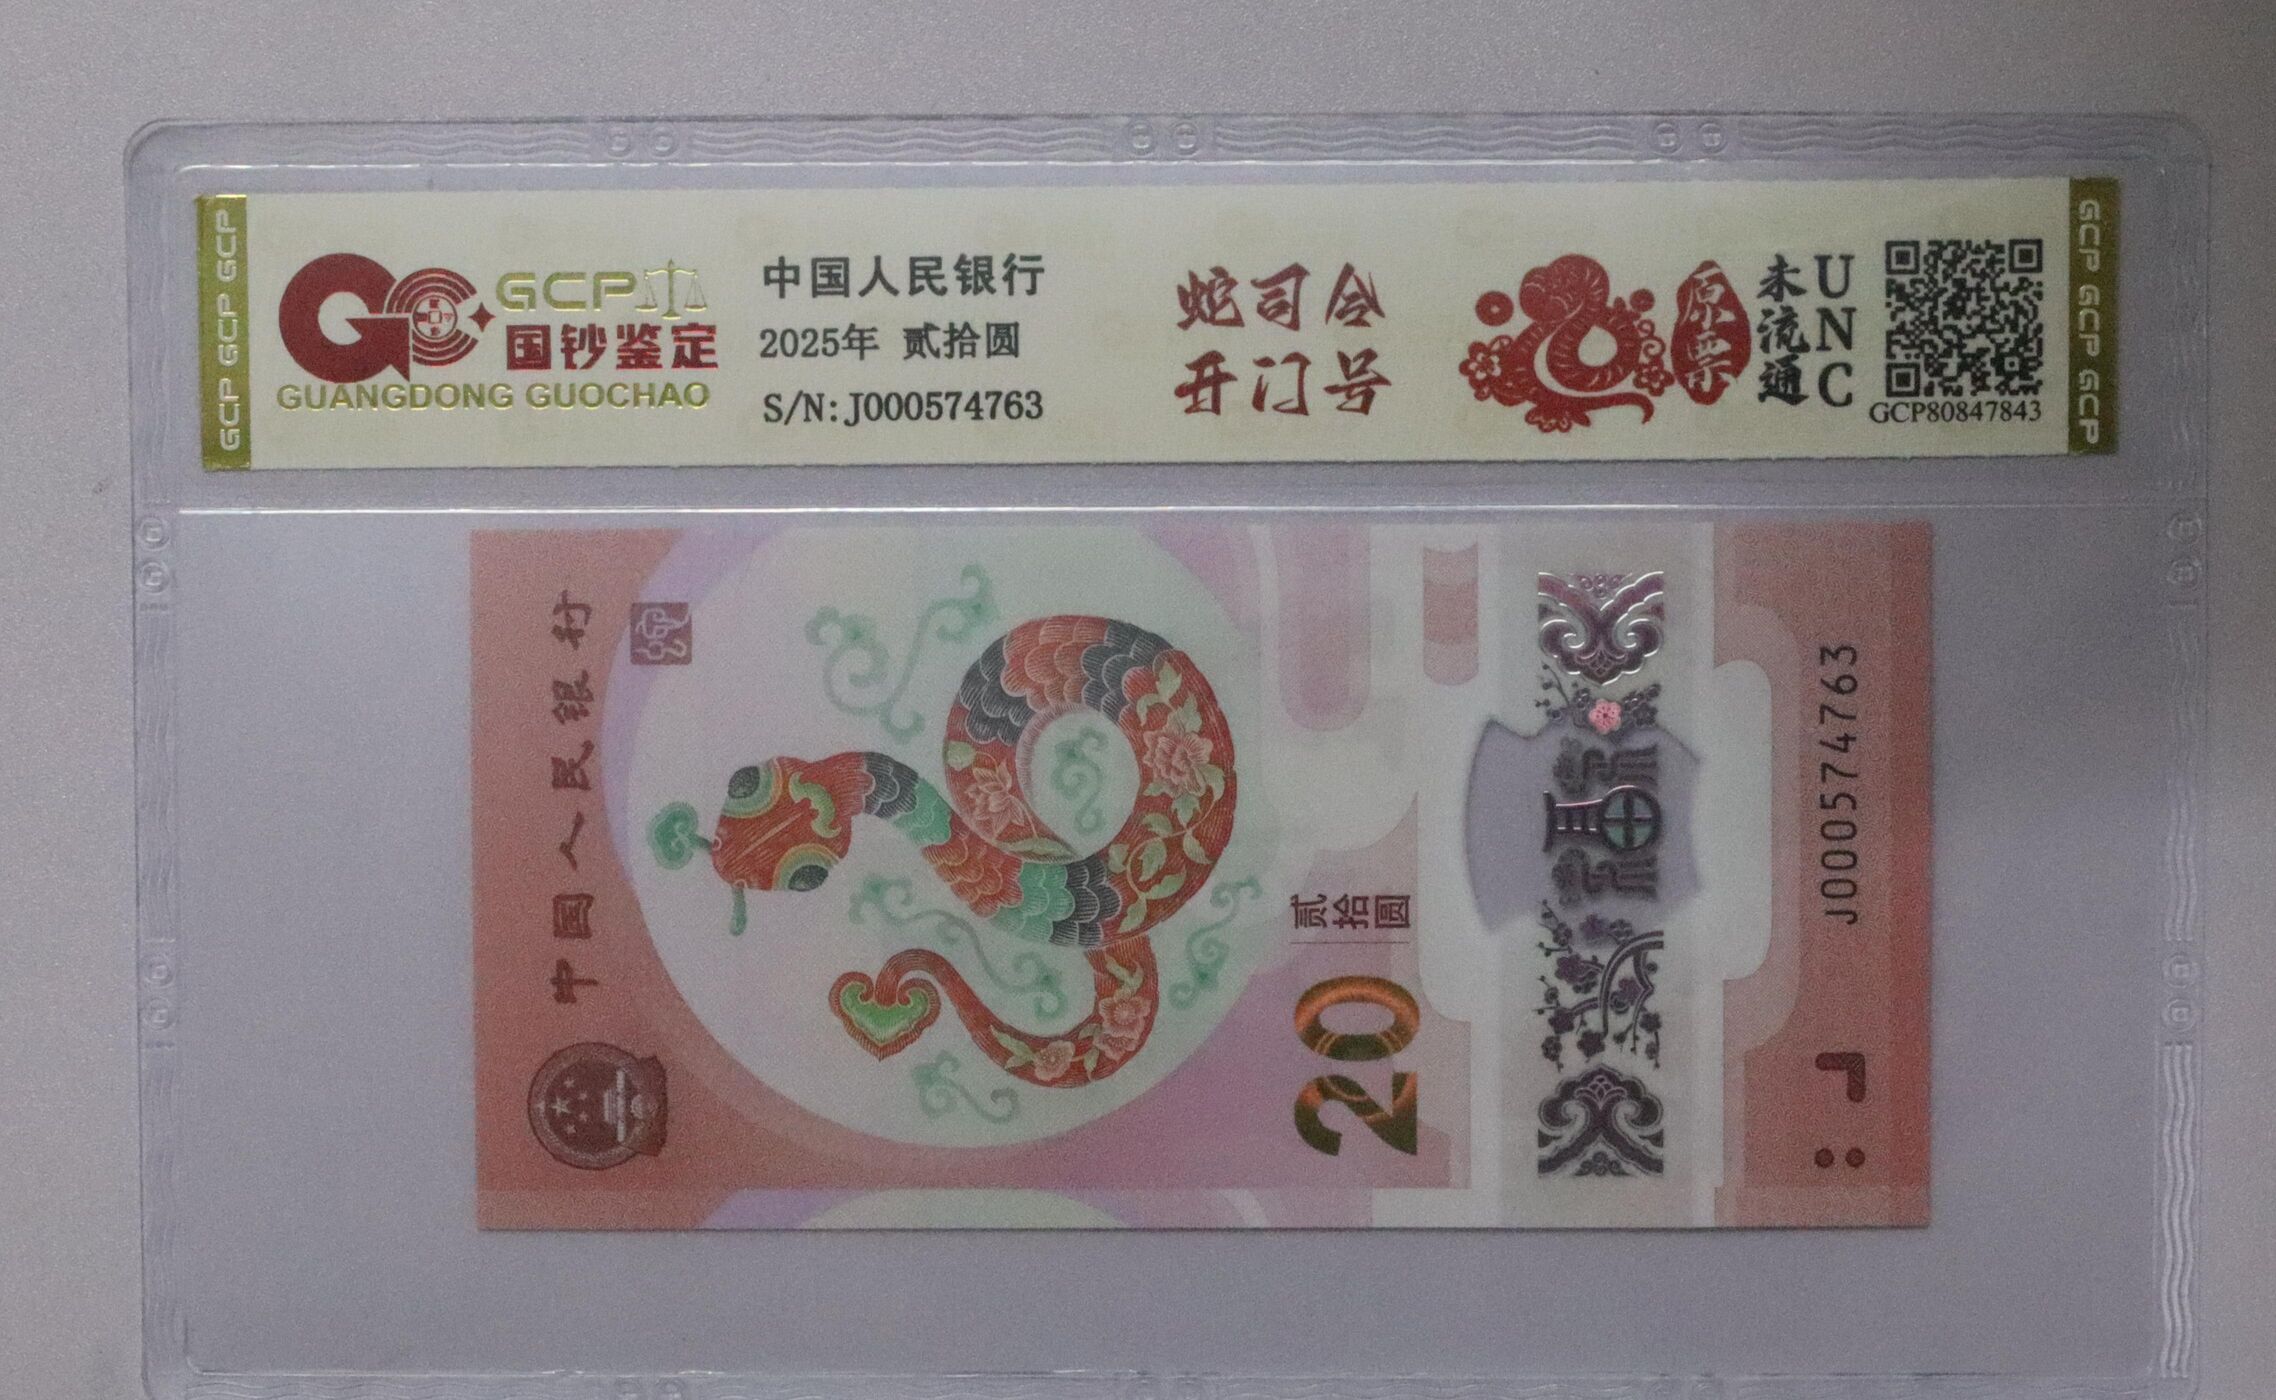 GCP GCP GCP
GCP
国钞鉴定
GUANGDONG GUOCHAO
中国人民银行
2025年 贰拾圆
S/N:J000574763
蛇司令
开门号
原票
未流通
UNC
GCP80847843
GCP GCP GCP
中国人民银行
贰拾圆
20
福
J000574763